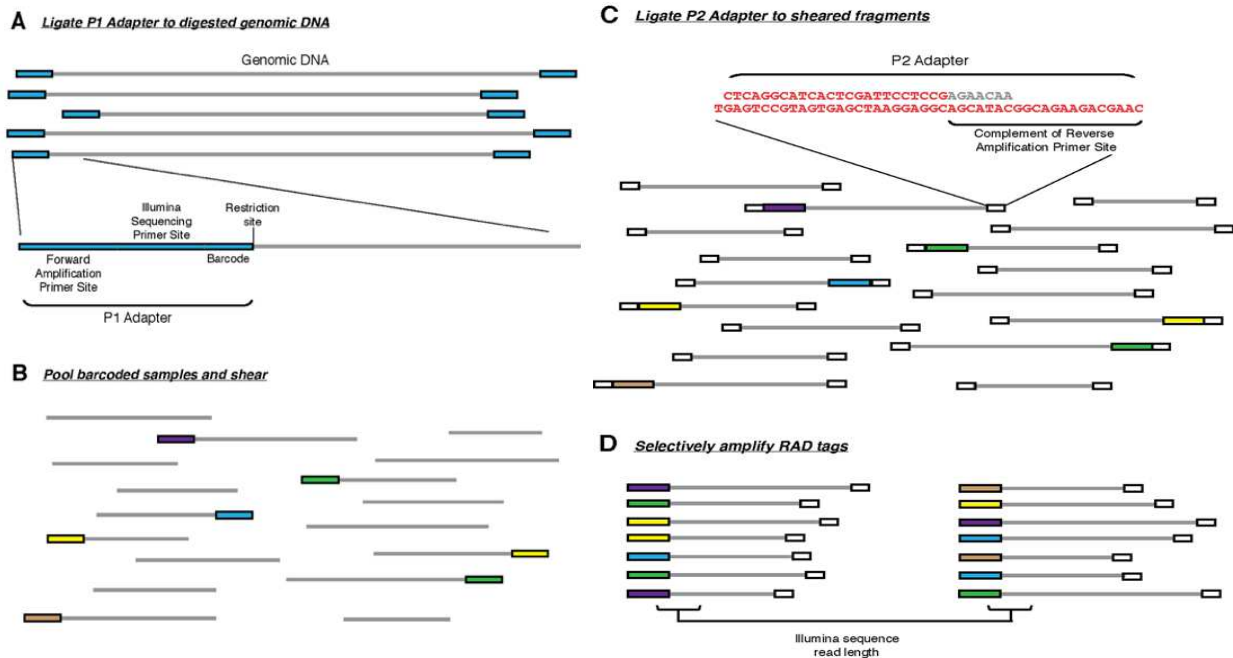 A Ligate P1 Adapter to digested genomic DNA
Genomic DNA
Illumina
Sequencing
Primer Site
Restriction
site
Forward
Amplification
Primer Site
Barcode
P1 Adapter
B Pool barcoded samples and shear
C Ligate P2 Adapter to sheared fragments
P2 Adapter
CTCAGGCATCACTCGATTCCTCCGAGAACAA
TGAGTCCGTAGTGAGCTAAGGAGGCAGCATACGGCAGAAGACGAAC
Complement of Reverse
Amplification Primer Site
D Selectively amplify RAD tags
Illumina sequence
read length